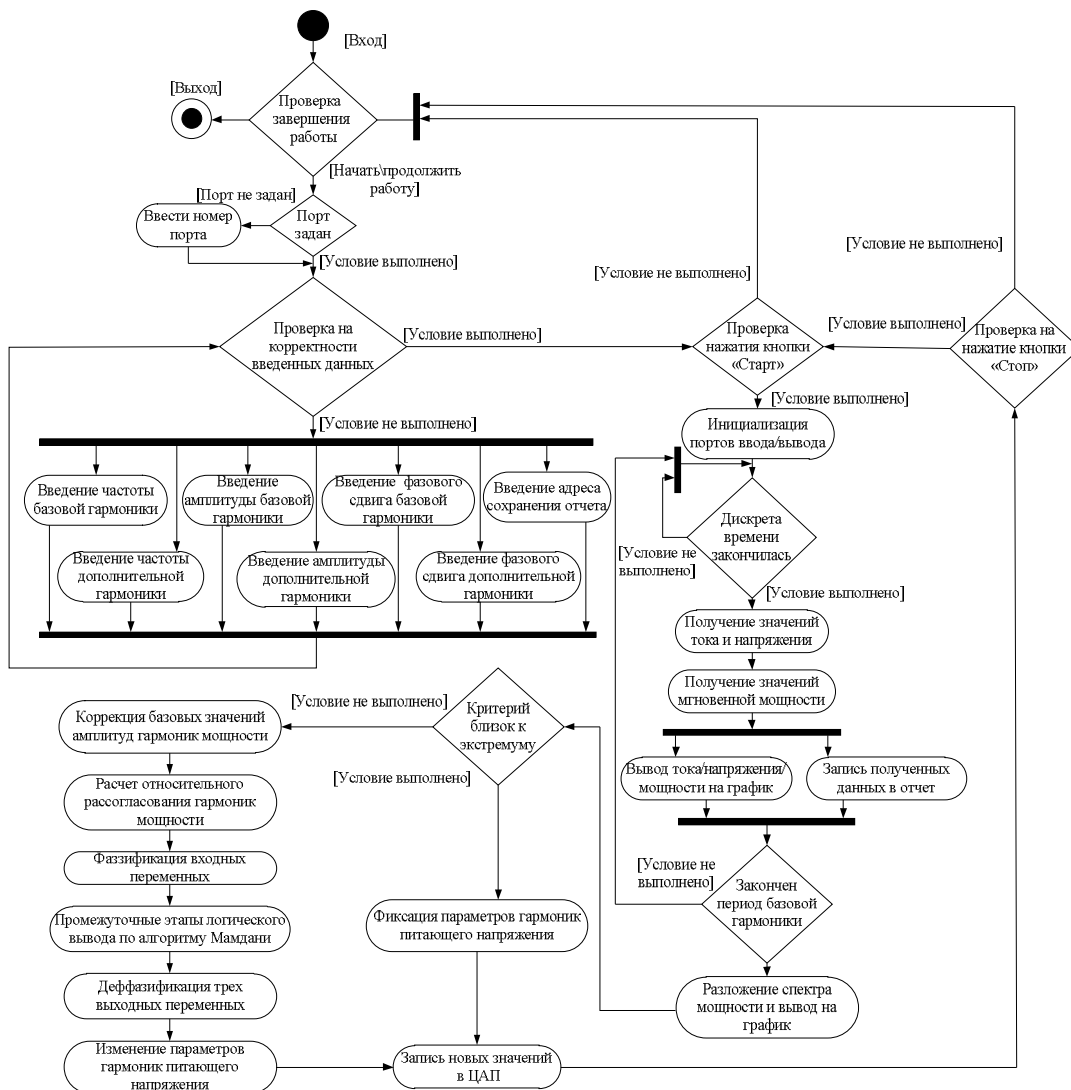 [Вход]
[Выход]
Проверка
завершения
работы
[Начать\продолжить
работу]
[Порт не задан]
Ввести номер
порта
Порт
задан
[Условие выполнено]
[Условие не выполнено]
[Условие не выполнено]
Проверка на
корректности
введенных данных
[Условие выполнено]
Проверка
нажатия кнопки
«Старт»
[Условие выполнено]
Проверка на
нажатие кнопки
«Стоп»
[Условие не выполнено]
[Условие выполнено]
Инициализация
портов ввода/вывода
Введение частоты
базовой гармоники
Введение
амплитуды базовой
гармоники
Введение фазового
сдвига базовой
гармоники
Введение адреса
сохранения отчета
Введение частоты
дополнительной
гармоники
Введение амплитуды
дополнительной
гармоники
Введение фазового
сдвига дополнительной
гармоники
Дискрета
времени
закончилась
[Условие не
выполнено]
[Условие выполнено]
Получение значений
тока и напряжения
Получение значений
мгновенной мощности
Вывод тока/напряжения/
мощности на график
Запись полученных
данных в отчет
[Условие не
выполнено]
Закончен
период базовой
гармоники
Разложение спектра
мощности и вывод на
график
Критерий
близок к
экстремуму
[Условие не выполнено]
[Условие выполнено]
Коррекция базовых значений
амплитуд гармоник мощности
Расчет относительного
рассогласования гармоник
мощности
Фаззификация входных
переменных
Промежуточные этапы логического
вывода по алгоритму Мамдани
Деффазификация трех
выходных переменных
Изменение параметров
гармоник питающего
напряжения
Фиксация параметров гармоник
питающего напряжения
Запись новых значений
в ЦАП